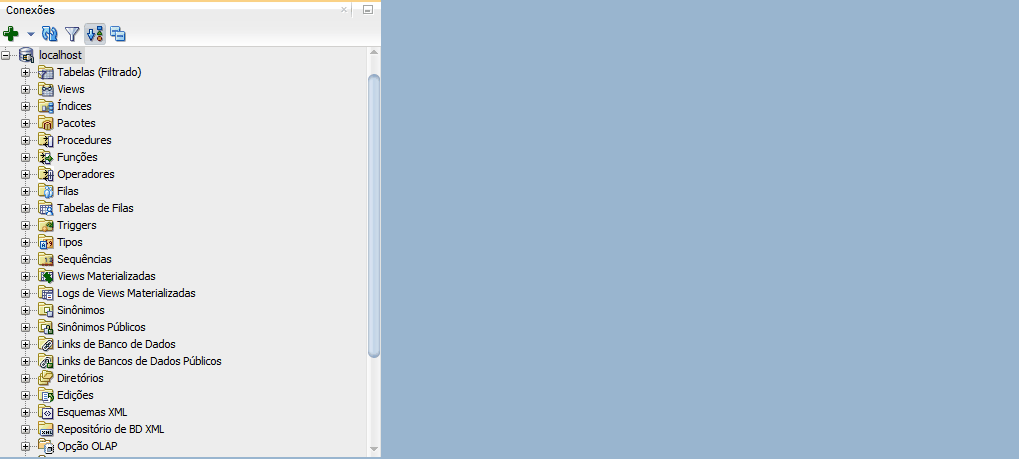 Conexões
localhost
Tabelas (Filtrado)
Views
Índices
Pacotes
Procedures
Funções
Operadores
Filas
Tabelas de Filas
Triggers
Tipos
Sequências
Views Materializadas
Logs de Views Materializadas
Sinônimos
Sinônimos Públicos
Links de Banco de Dados
Links de Bancos de Dados Públicos
Diretórios
Edições
Esquemas XML
Repositório de BD XML
Opção OLAP